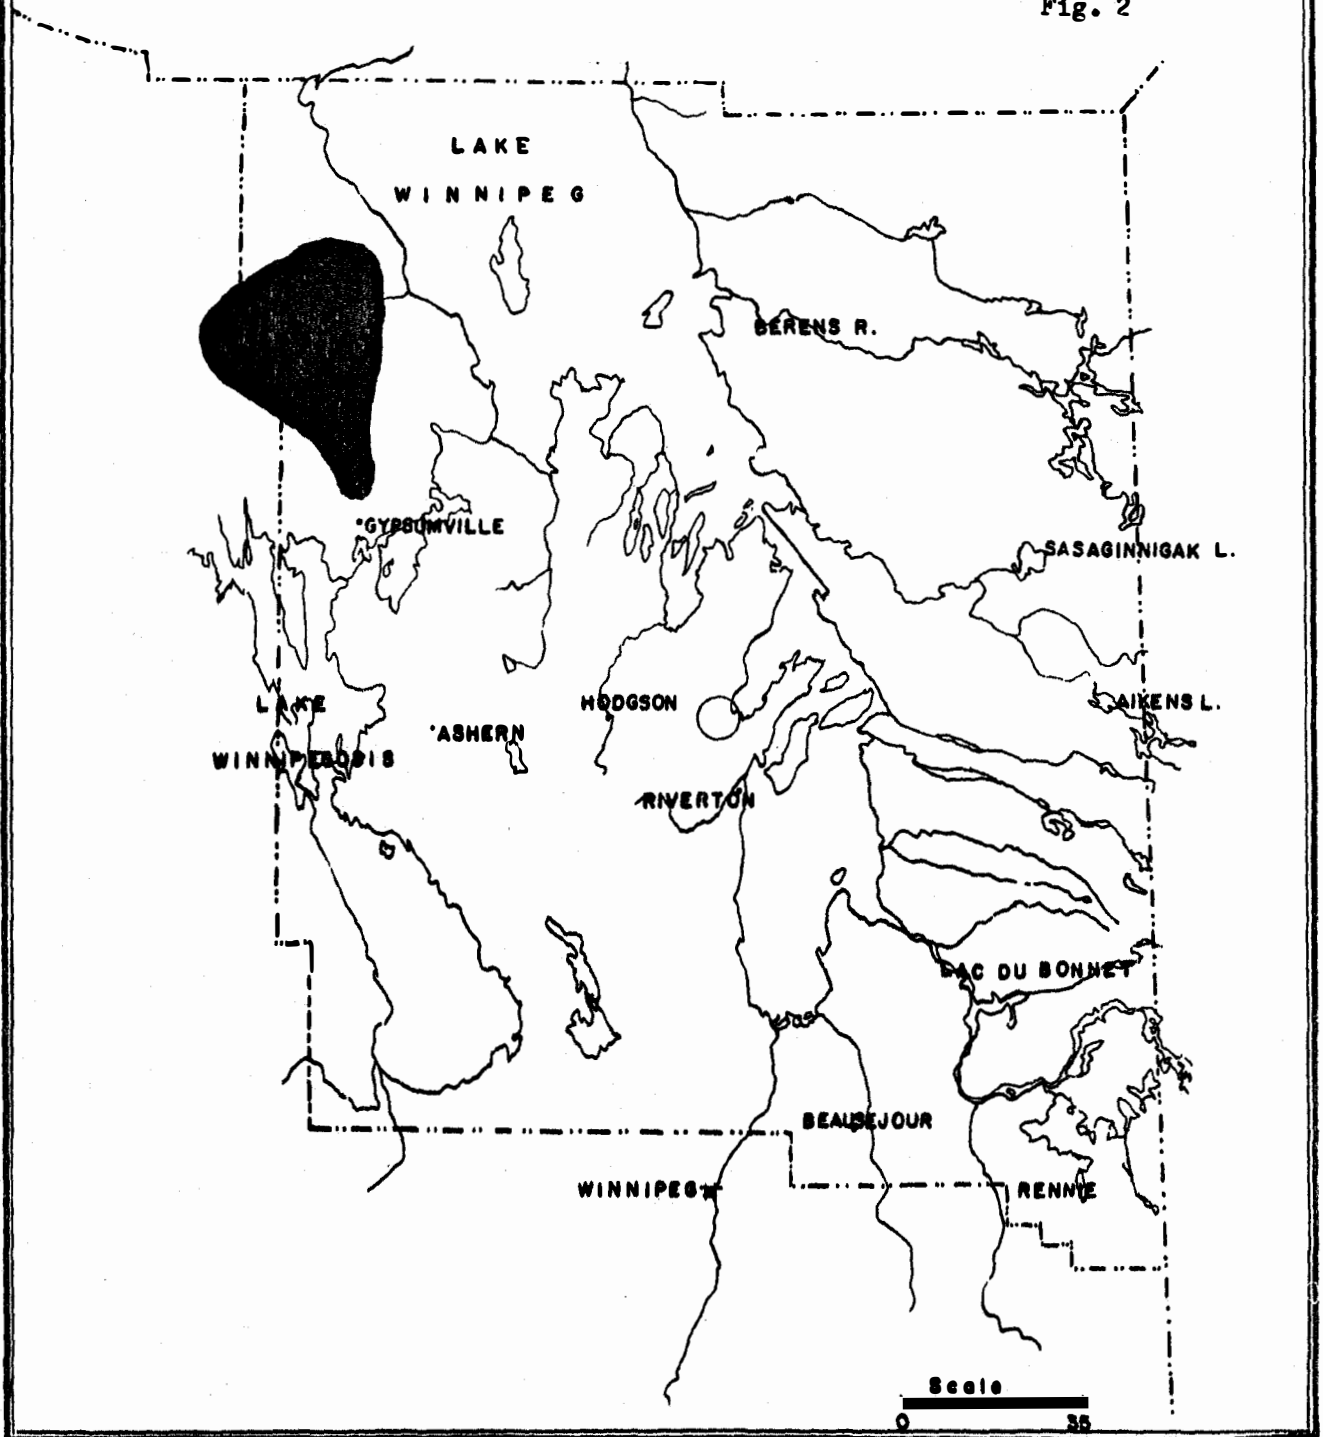 Fig. 2
LAKE
WINNIPEG
BERENS R.
GYPSUMVILLE
SASAGINNIGAK L.
LAKE
WINNIPEGOSIS
HODGSON
AIKENS L.
ASHERN
RIVERTON
LAC DU BONNET
BEAUSEJOUR
WINNIPEG
RENNIE
Scale
0 35